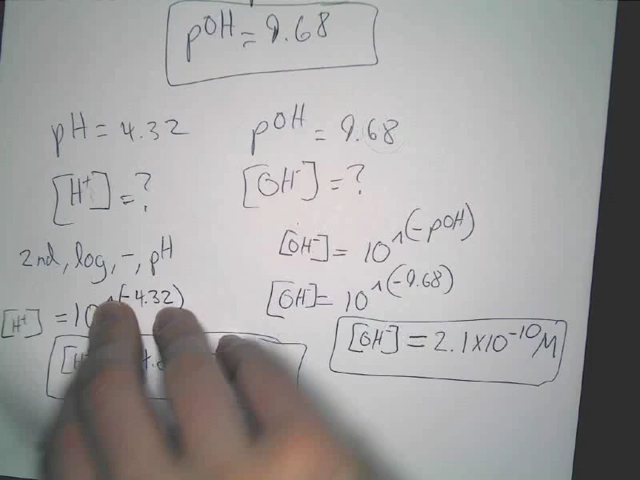 pOH = 9.68
pH = 4.32
[H+] = ?
2nd, log, -, pH
[H+] = 10^(-4.32)
pOH = 9.68
[OH-] = ?
[OH-] = 10^(-pOH)
[OH-] = 10^(-9.68)
[OH-] = 2.1x10-10M